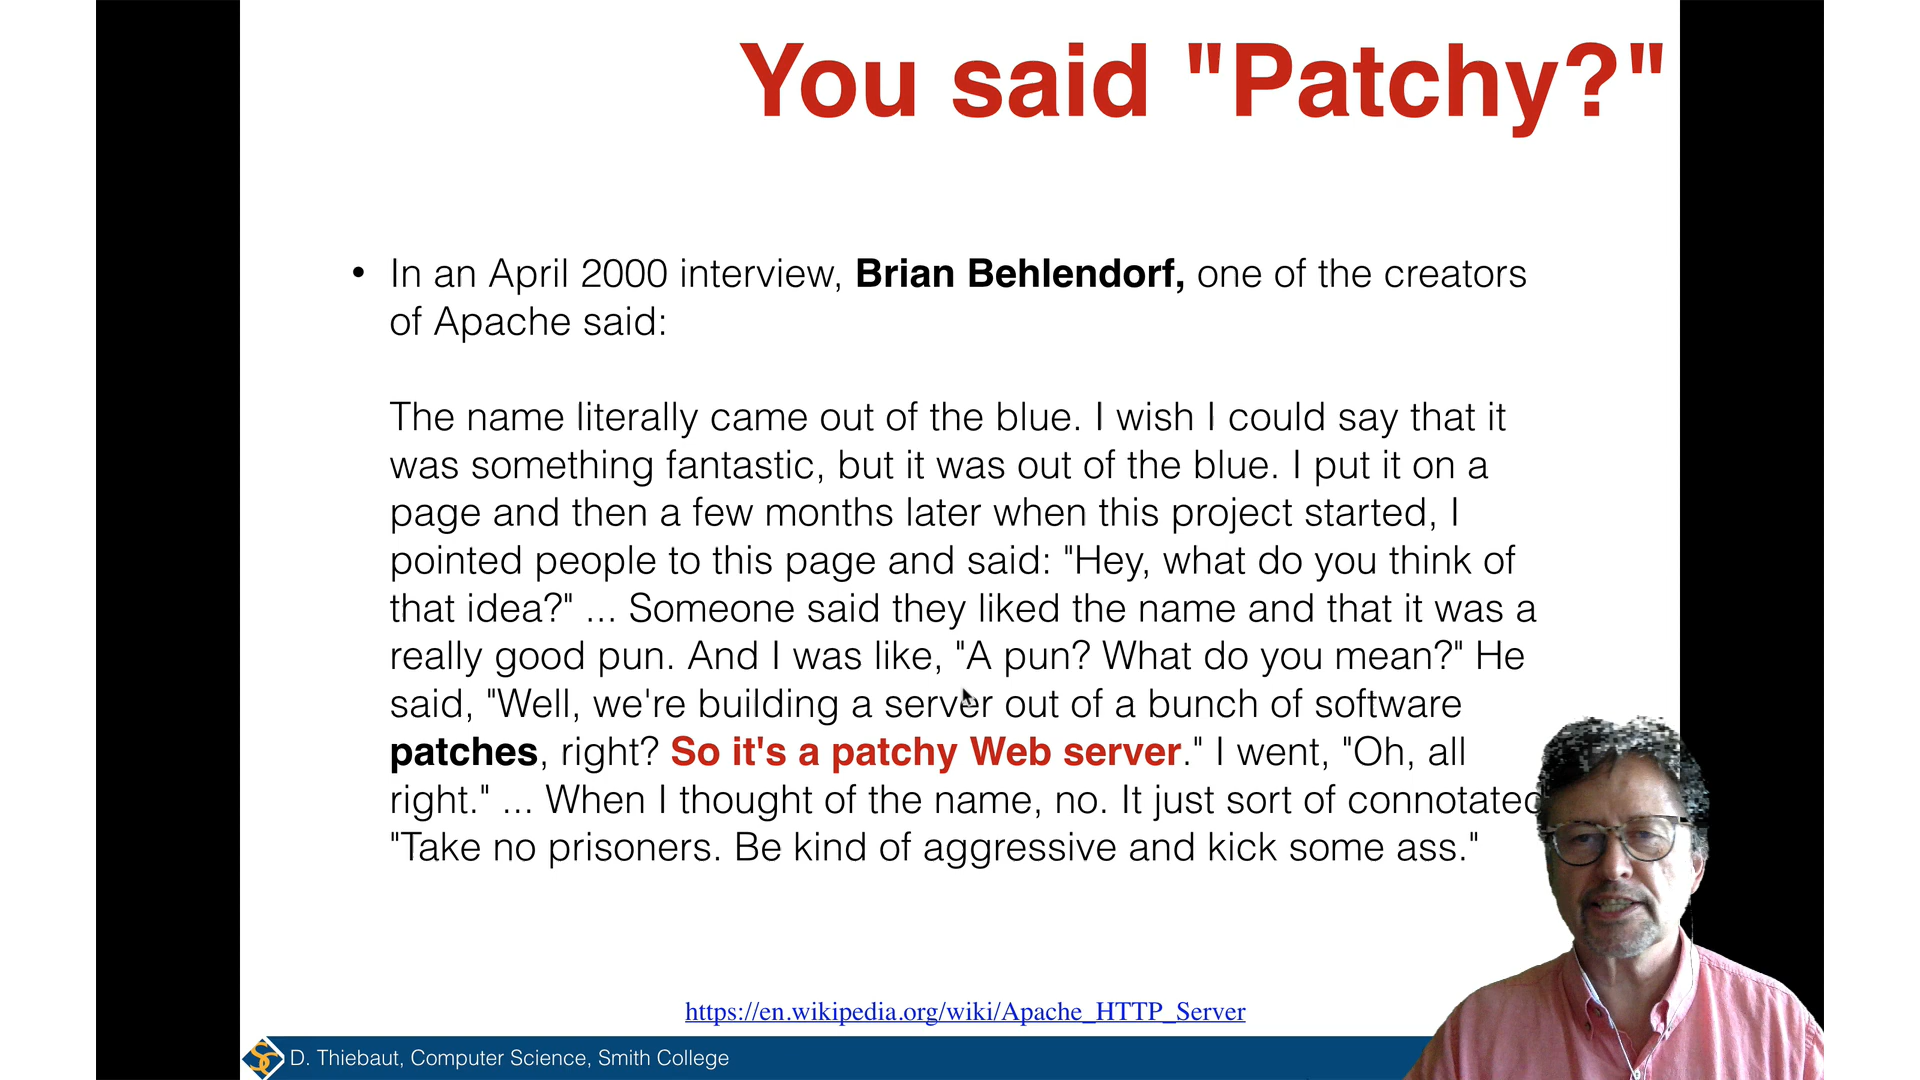 You said "Patchy?"
• In an April 2000 interview, Brian Behlendorf, one of the creators
of Apache said:
The name literally came out of the blue. I wish I could say that it
was something fantastic, but it was out of the blue. I put it on a
page and then a few months later when this project started, I
pointed people to this page and said: "Hey, what do you think of
that idea?" ... Someone said they liked the name and that it was a
really good pun. And I was like, "A pun? What do you mean?" He
said, "Well, we're building a server out of a bunch of software
patches, right? So it's a patchy Web server." I went, "Oh, all
right." ... When I thought of the name, no. It just sort of connotated
"Take no prisoners. Be kind of aggressive and kick some ass."
https://en.wikipedia.org/wiki/Apache_HTTP_Server
D. Thiebaut, Computer Science, Smith College